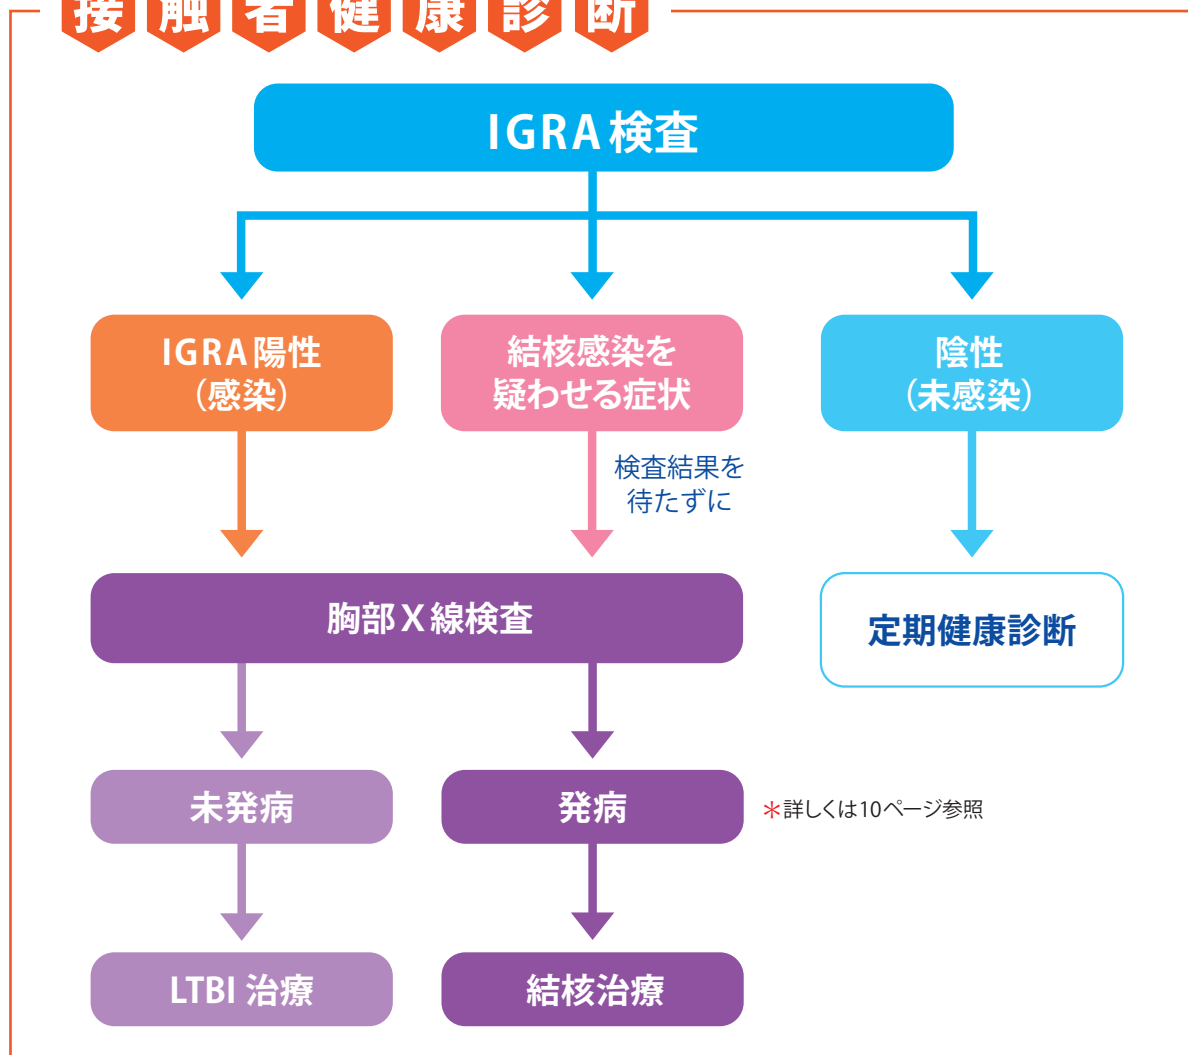 接触者健康診断
IGRA検査
IGRA陽性
(感染)
結核感染を
疑わせる症状
陰性
(未感染)
検査結果を
待たずに
胸部X線検査
定期健康診断
未発病
発病
＊詳しくは10ページ参照
LTBI治療
結核治療